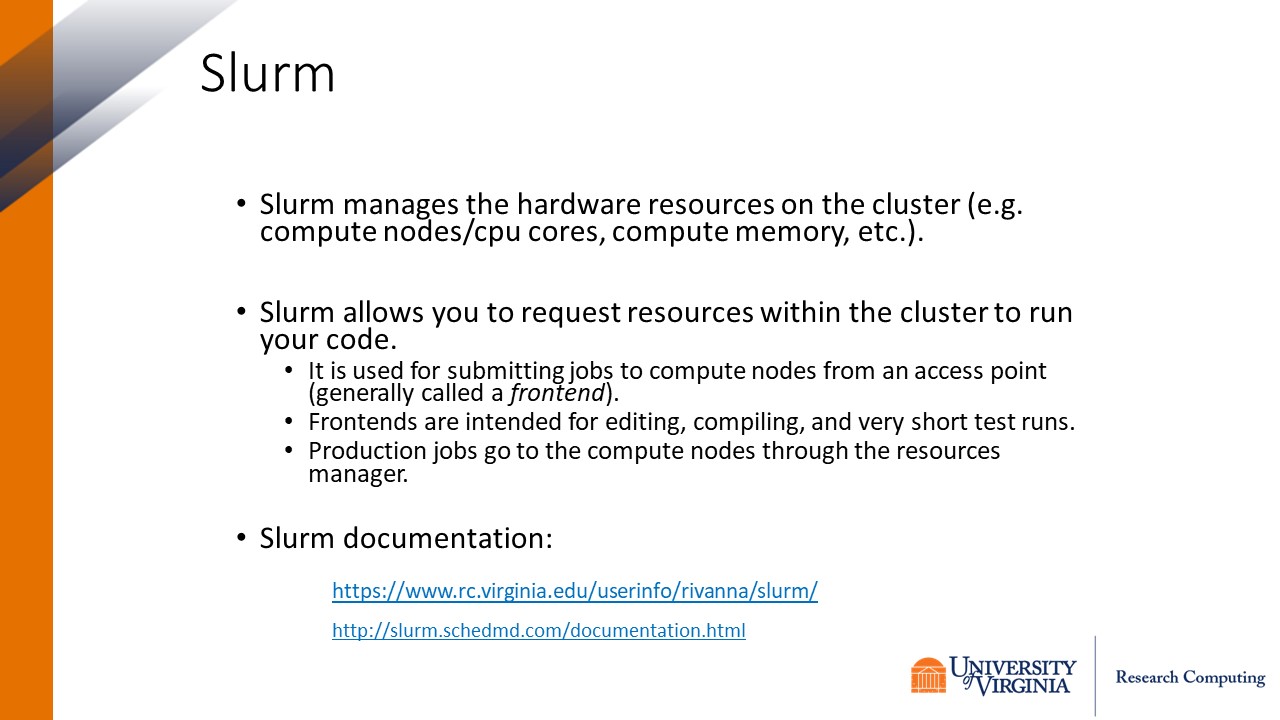 Slurm
• Slurm manages the hardware resources on the cluster (e.g.
compute nodes/cpu cores, compute memory, etc.).
• Slurm allows you to request resources within the cluster to run
your code.
• It is used for submitting jobs to compute nodes from an access point
(generally called a frontend).
• Frontends are intended for editing, compiling, and very short test runs.
• Production jobs go to the compute nodes through the resources
manager.
• Slurm documentation:
https://www.rc.virginia.edu/userinfo/rivanna/slurm/
http://slurm.schedmd.com/documentation.html
UNIVERSITY
of VIRGINIA
Research Computing